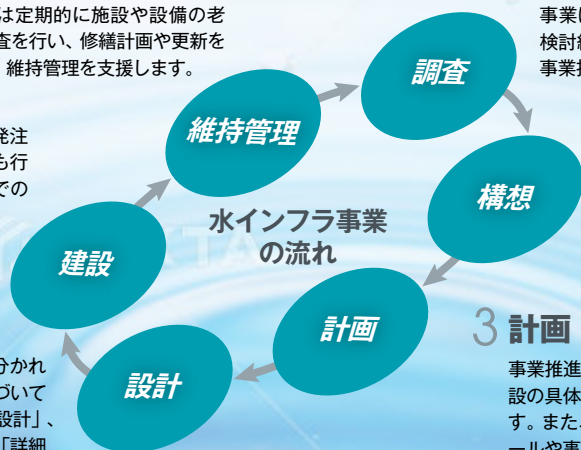 は定期的に施設や設備の老
査を行い、修繕計画や更新を
維持管理を支援します。
事業
検討
事業
発注
も行
での
調査
維持管理
構想
水インフラ事業
の流れ
建設
計画
設計
3 計画
事業推進
設の具体
す。また
ールや事
分かれ
づいて
設計」、
「詳細